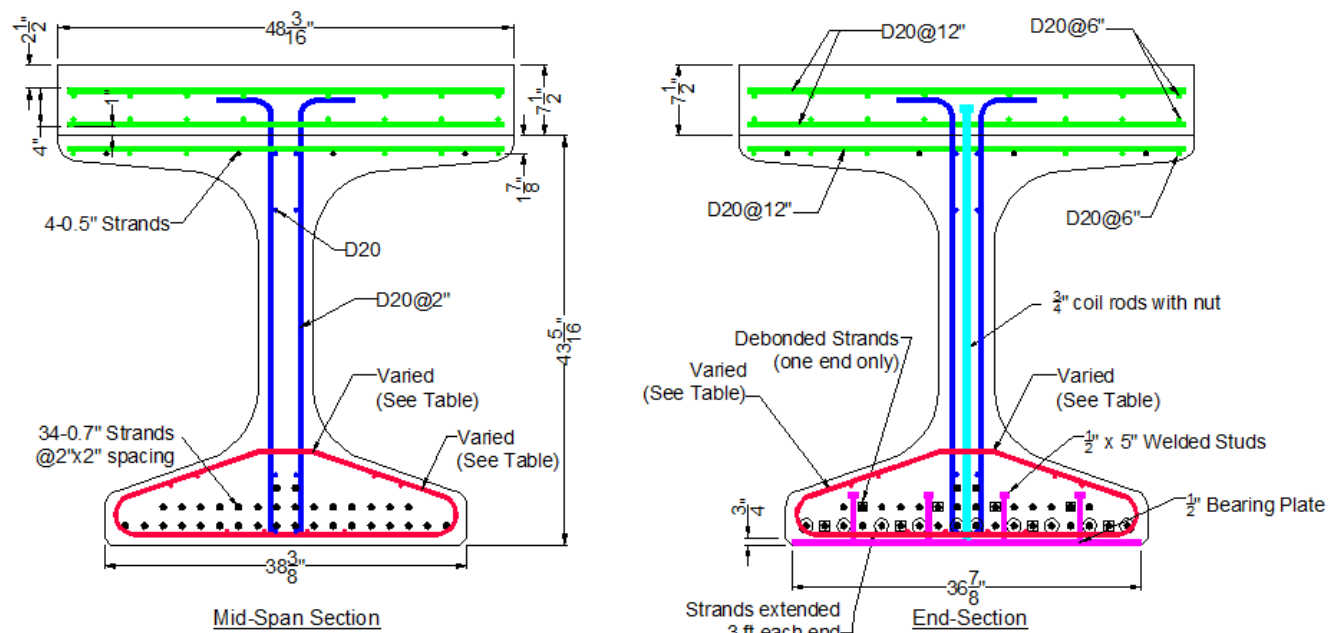 2 1/2"
48 3/16"
1"
7 1/2"
4"
1 7/8"
4-0.5" Strands
D20
D20@2"
43 5/16"
Varied
(See Table)
34-0.7" Strands
@2"x2" spacing
Varied
(See Table)
38 3/8"
Mid-Span Section
D20@12"
D20@6"
7 1/2"
D20@12"
D20@6"
3/4" coil rods with nut
Debonded Strands
(one end only)
Varied
(See Table)
Varied
(See Table)
1/2" x 5" Welded Studs
3/4
1/2" Bearing Plate
36 7/8"
Strands extended
3 ft each end
End-Section